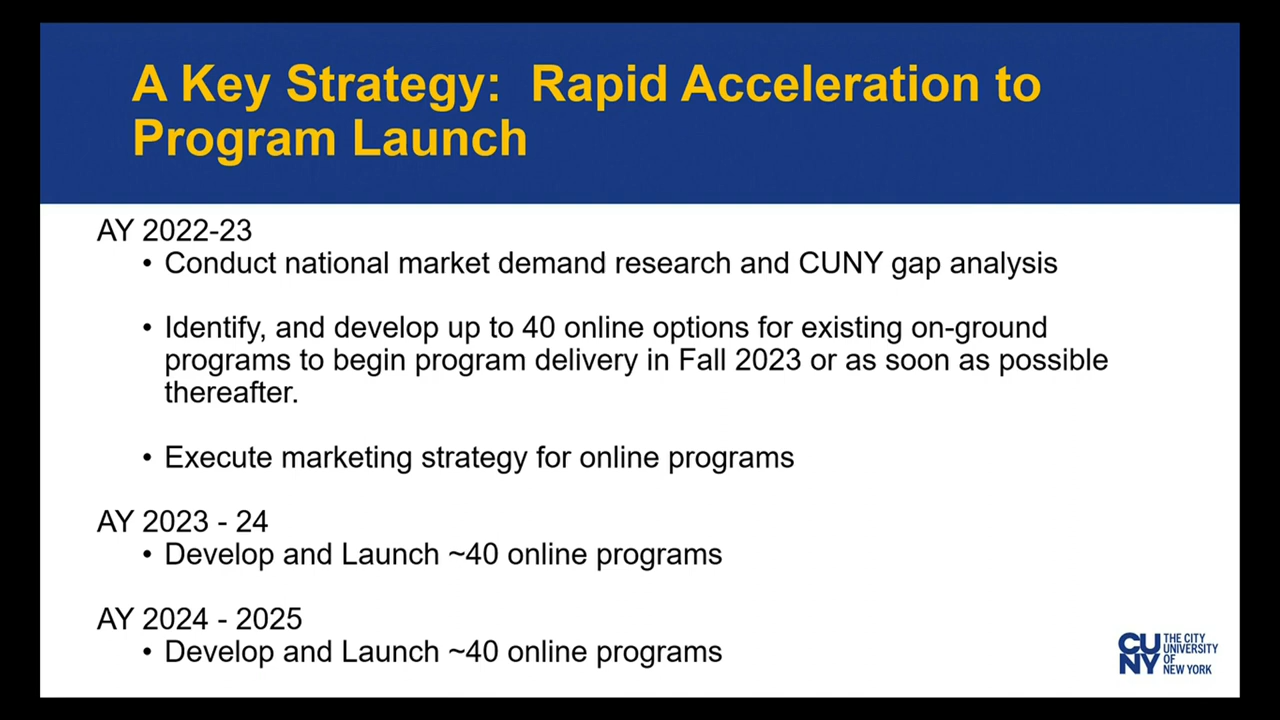 A Key Strategy:  Rapid Acceleration to
Program Launch
AY 2022-23
• Conduct national market demand research and CUNY gap analysis
• Identify, and develop up to 40 online options for existing on-ground
programs to begin program delivery in Fall 2023 or as soon as possible
thereafter.
• Execute marketing strategy for online programs
AY 2023 - 24
• Develop and Launch ~40 online programs
AY 2024 - 2025
• Develop and Launch ~40 online programs
CU
NY
THE CITY
UNIVERSITY
OF
NEW YORK